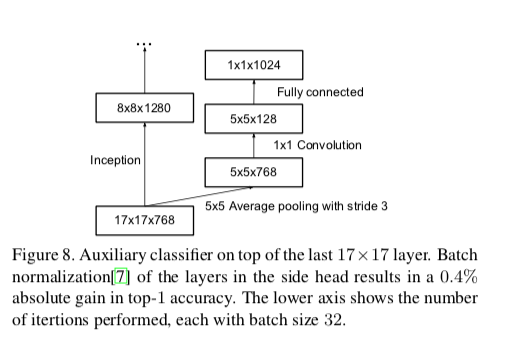 ...
1x1x1024
Fully connected
8x8x1280
5x5x128
1x1 Convolution
Inception
5x5x768
5x5 Average pooling with stride 3
17x17x768
Figure 8. Auxiliary classifier on top of the last 17×17 layer. Batch
normalization[7] of the layers in the side head results in a 0.4%
absolute gain in top-1 accuracy. The lower axis shows the number
of itertions performed, each with batch size 32.